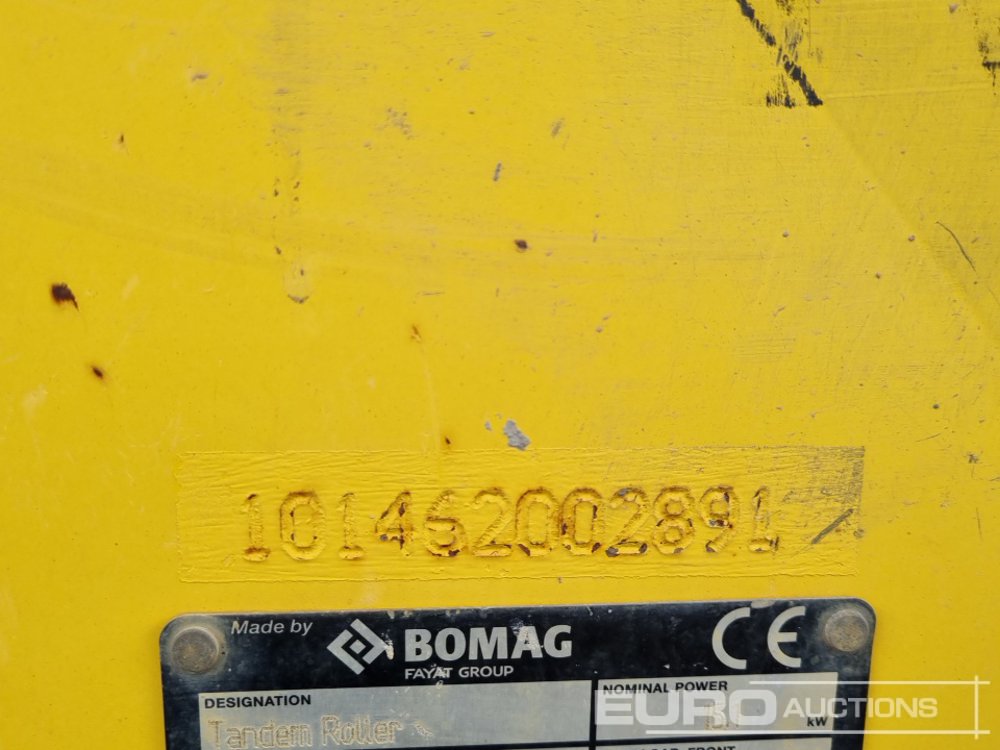 101462002891
Made by BOMAG CE
FAYAT GROUP
DESIGNATION
NOMINAL POWER
Tandem Roller
kW
EURO AUCTIONS